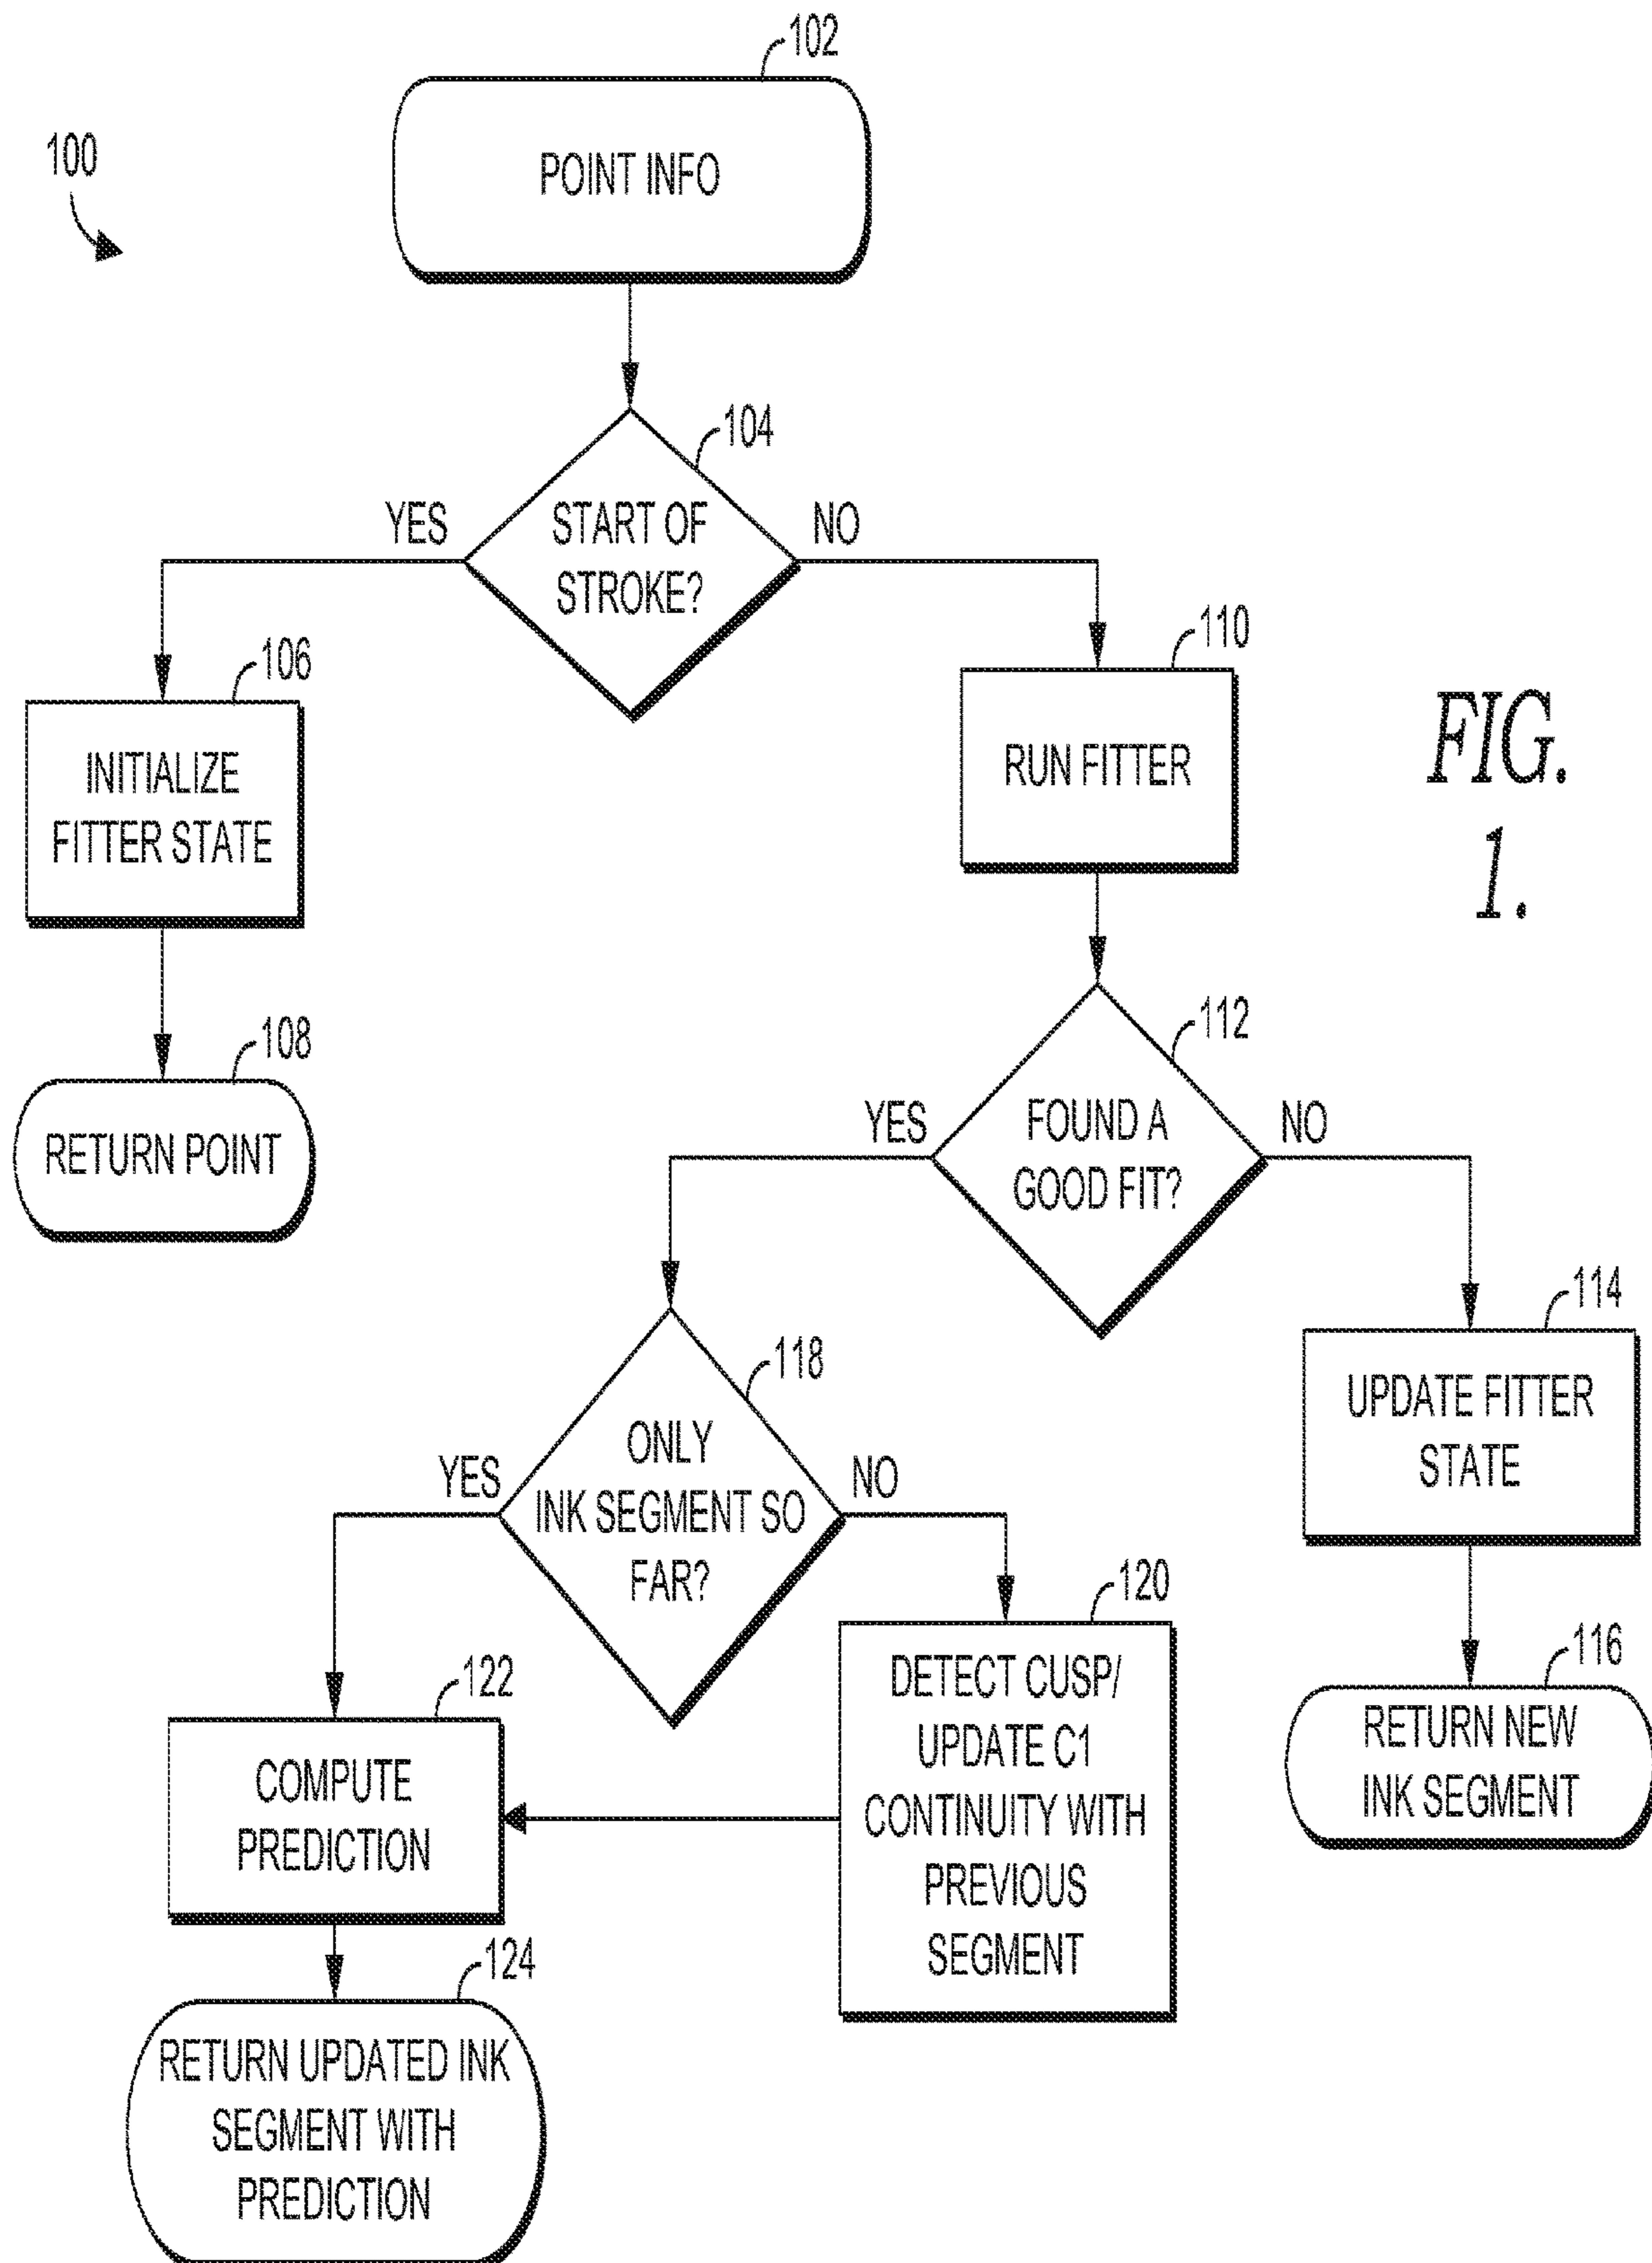 102
100
POINT INFO
104
YES
START OF
STROKE?
NO
106
INITIALIZE
FITTER STATE
110
RUN FITTER
FIG.
1.
108
RETURN POINT
112
YES
FOUND A
GOOD FIT?
NO
114
UPDATE FITTER
STATE
118
YES
ONLY
INK SEGMENT SO
FAR?
NO
116
RETURN NEW
INK SEGMENT
120
DETECT CUSP/
UPDATE C1
CONTINUITY WITH
PREVIOUS
SEGMENT
122
COMPUTE
PREDICTION
124
RETURN UPDATED INK
SEGMENT WITH
PREDICTION